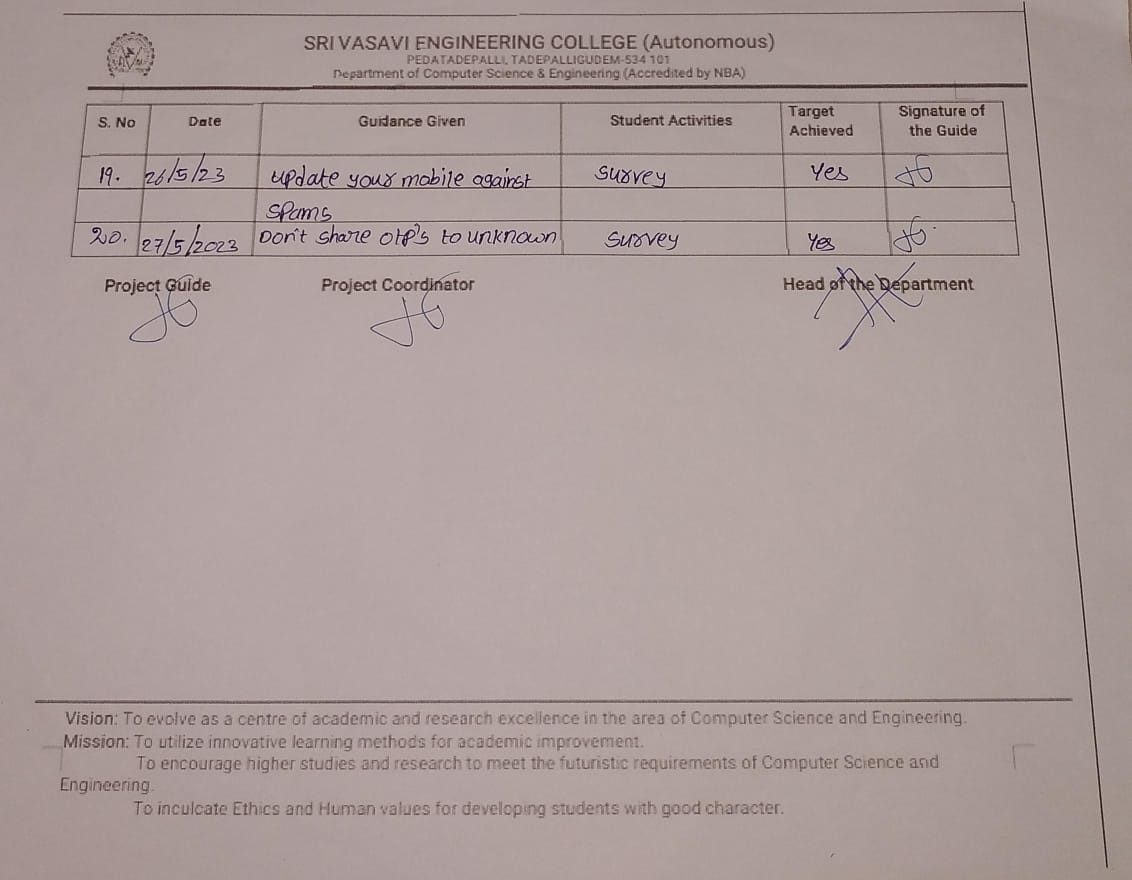 SRI VASAVI ENGINEERING COLLEGE (Autonomous)
PEDATADEPALLI, TADEPALLIGUDEM-534 101
Department of Computer Science & Engineering (Accredited by NBA)
S. No Date Guidance Given Student Activities Target Achieved Signature of the Guide
19. 26/5/23 update your mobile against Survey Yes
spams
20. 27/5/2023 Don't share otp's to unknown survey Yes
Project Guide Project Coordinator Head of the Department
Vision: To evolve as a centre of academic and research excellence in the area of Computer Science and Engineering.
Mission: To utilize innovative learning methods for academic improvement.
To encourage higher studies and research to meet the futuristic requirements of Computer Science and
Engineering.
To inculcate Ethics and Human values for developing students with good character.